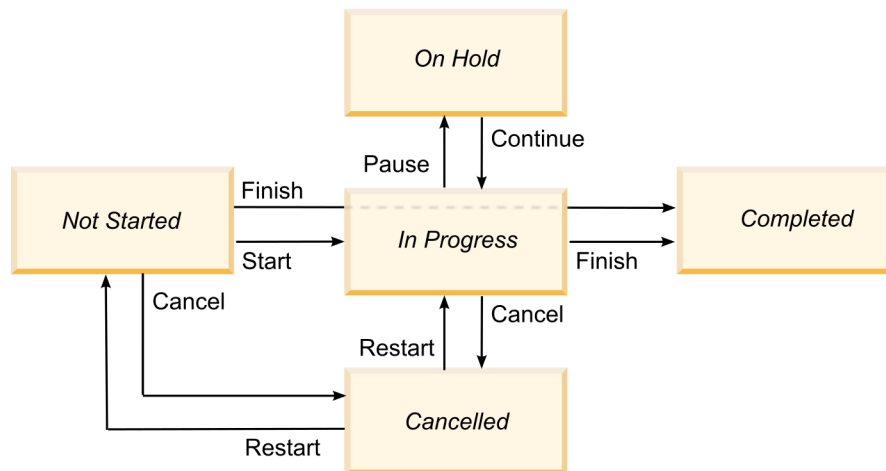 On Hold
Pause
Continue
Not Started
Finish
Start
In Progress
Finish
Completed
Cancel
Restart
Cancel
Restart
Cancelled